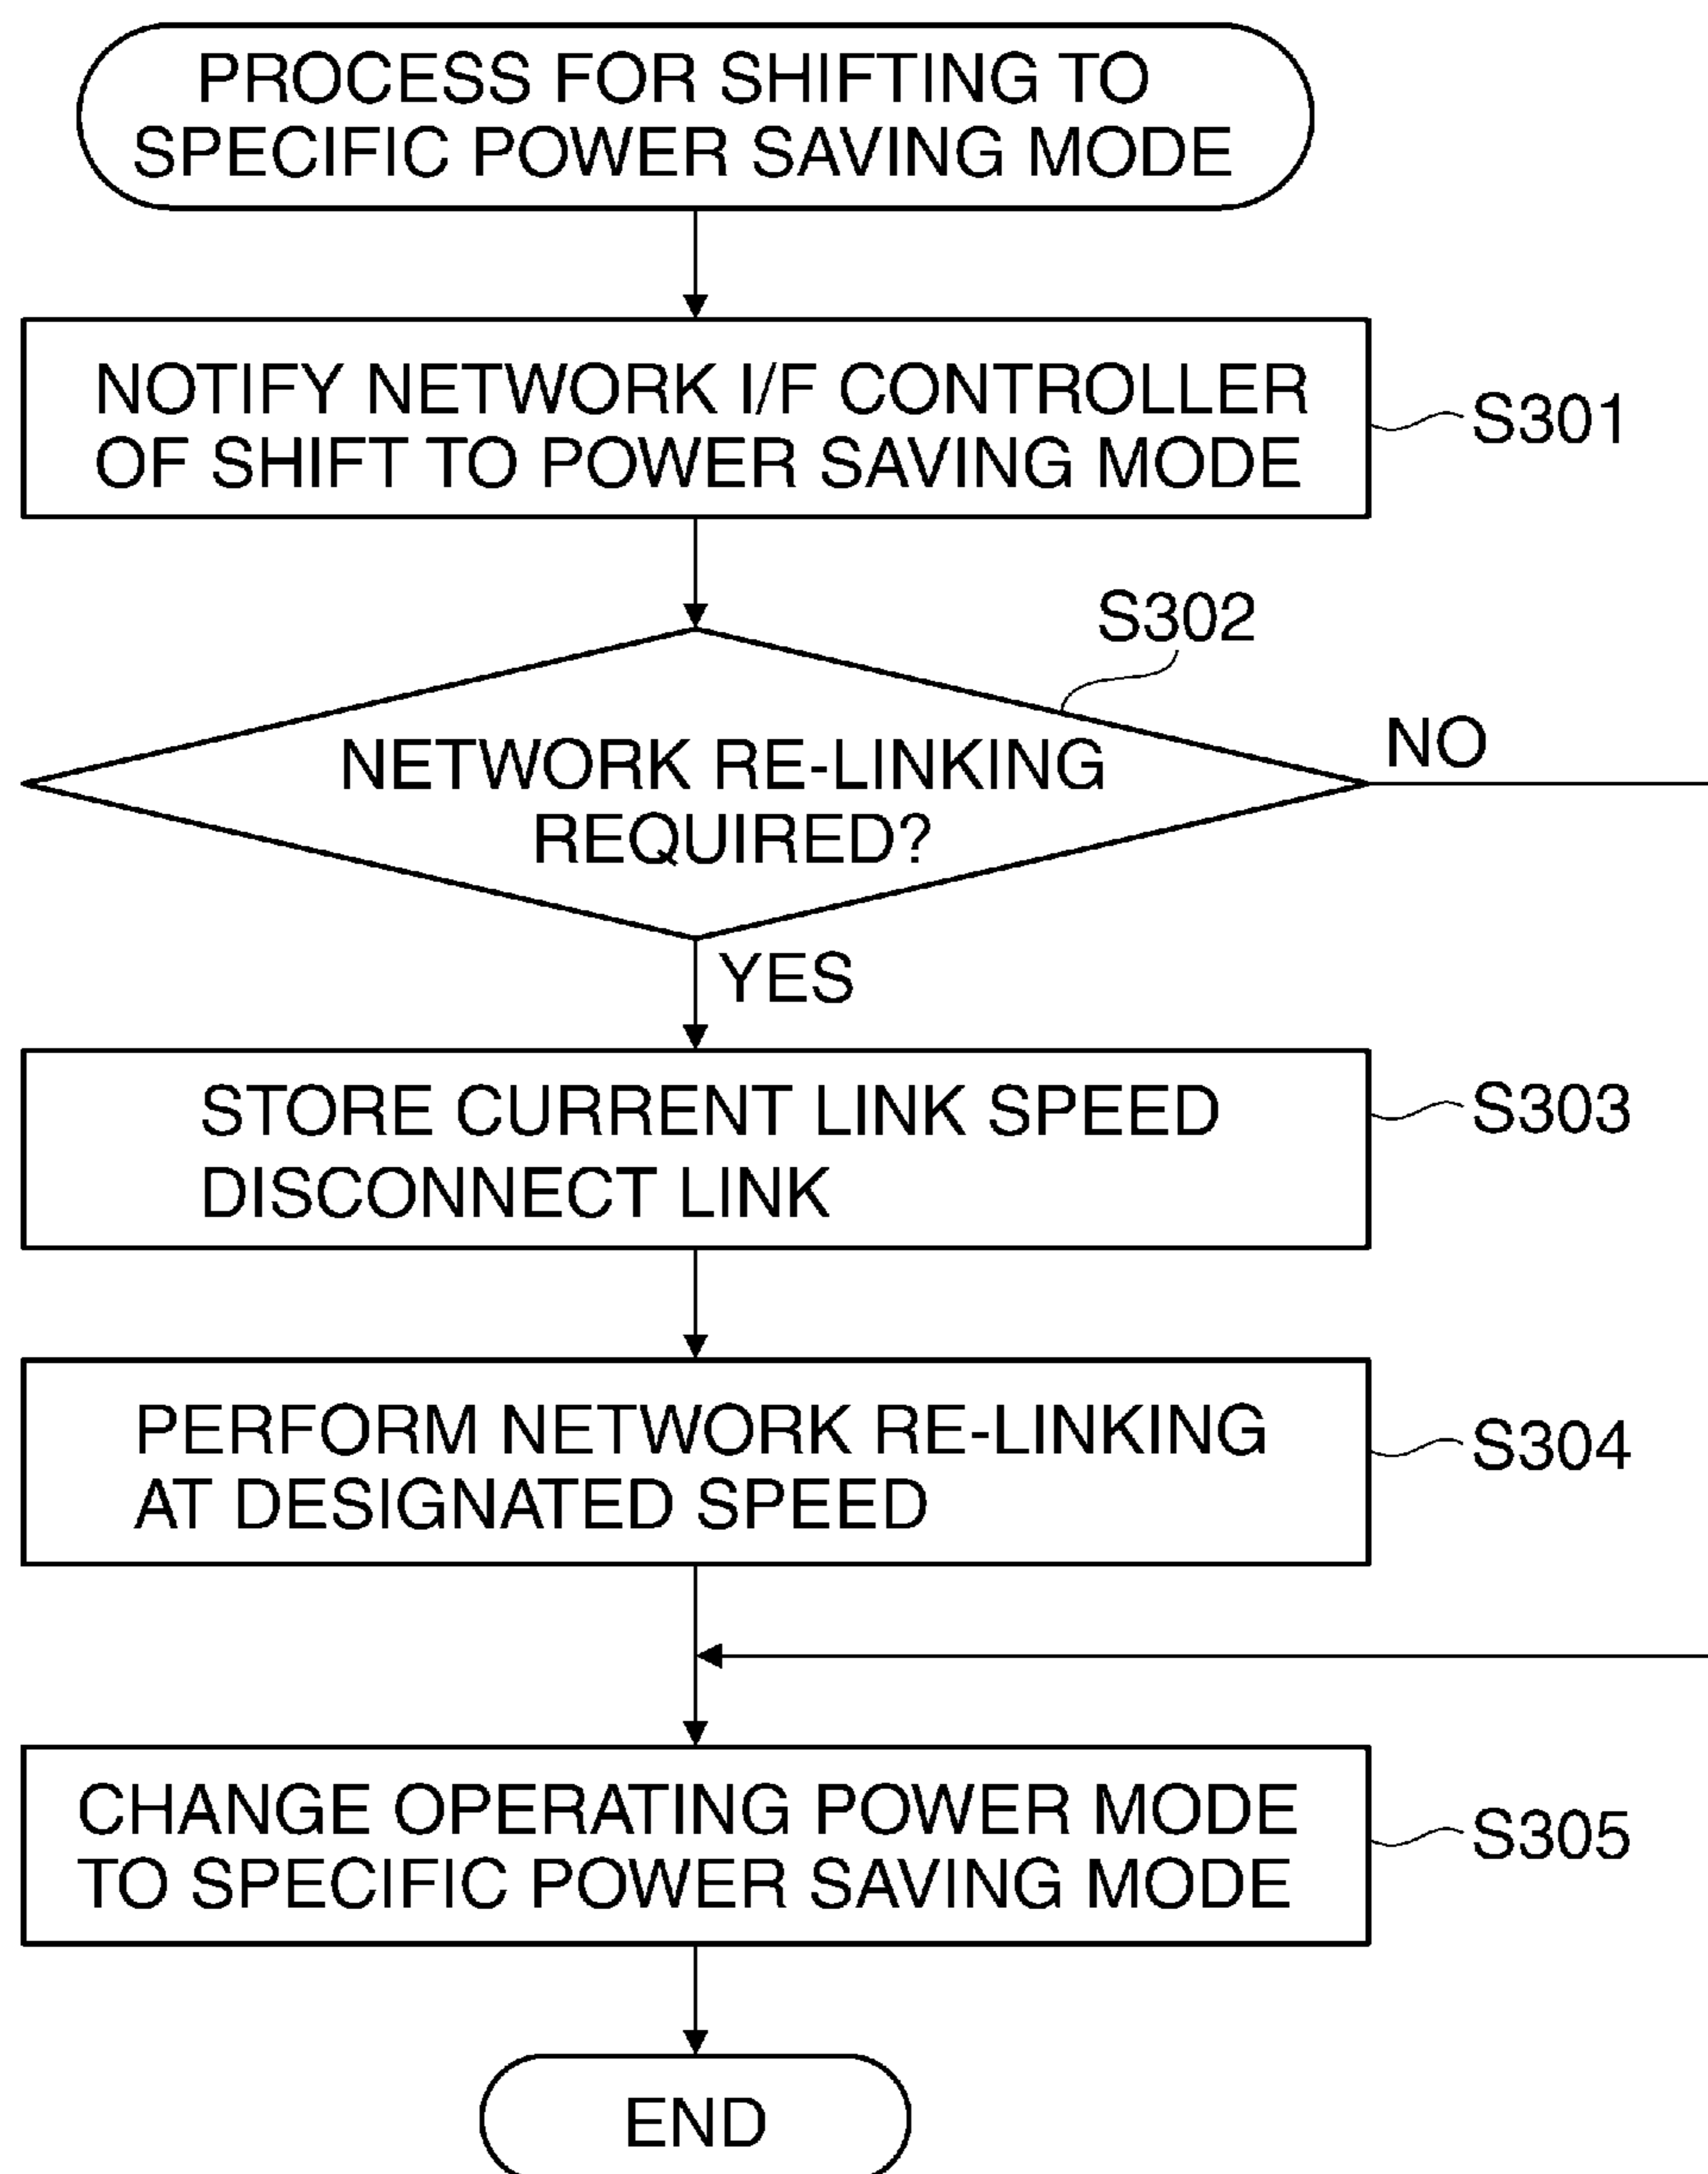 PROCESS FOR SHIFTING TO
SPECIFIC POWER SAVING MODE
NOTIFY NETWORK I/F CONTROLLER
OF SHIFT TO POWER SAVING MODE
S301
S302
NETWORK RE-LINKING
REQUIRED?
NO
YES
STORE CURRENT LINK SPEED
DISCONNECT LINK
S303
PERFORM NETWORK RE-LINKING
AT DESIGNATED SPEED
S304
CHANGE OPERATING POWER MODE
TO SPECIFIC POWER SAVING MODE
S305
END